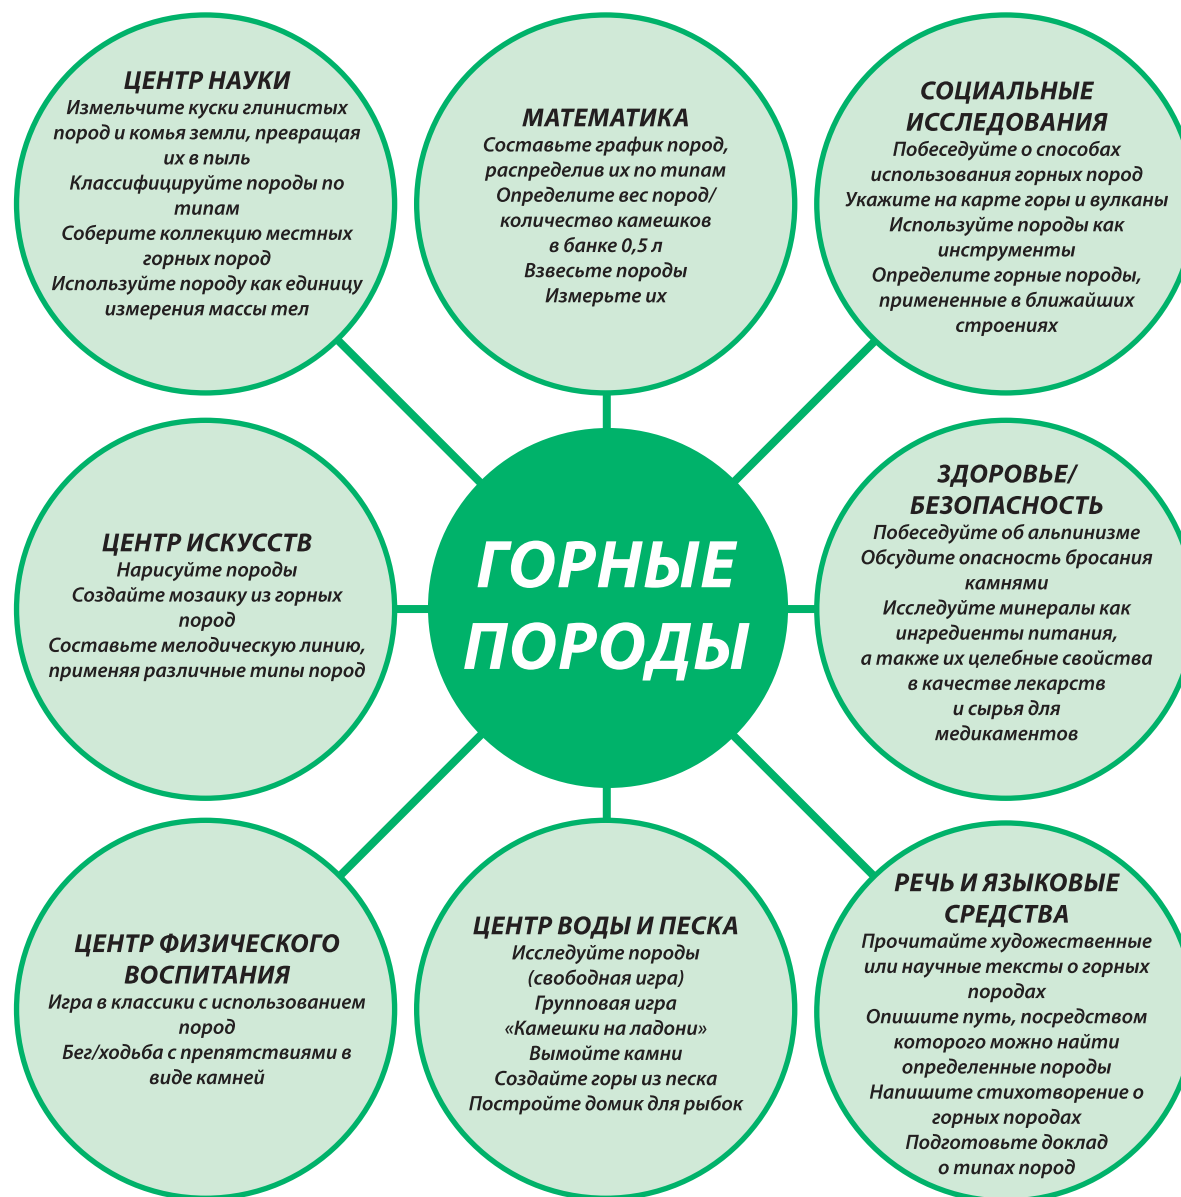 ЦЕНТР НАУКИ
Измельчите куски глинистых
пород и комья земли, превращая
их в пыль
Классифицируйте породы по
типам
Соберите коллекцию местных
горных пород
Используйте породу как единицу
измерения массы тел
МАТЕМАТИКА
Составьте график пород,
распределив их по типам
Определите вес пород/
количество камешков
в банке 0,5 л
Взвесьте породы
Измерьте их
СОЦИАЛЬНЫЕ
ИССЛЕДОВАНИЯ
Побеседуйте о способах
использования горных пород
Укажите на карте горы и вулканы
Используйте породы как
инструменты
Определите горные породы,
примененные в ближайших
строениях
ЦЕНТР ИСКУССТВ
Нарисуйте породы
Создайте мозаику из горных
пород
Составьте мелодическую линию,
применяя различные типы пород
ГОРНЫЕ
ПОРОДЫ
ЗДОРОВЬЕ/
БЕЗОПАСНОСТЬ
Побеседуйте об альпинизме
Обсудите опасность бросания
камнями
Исследуйте минералы как
ингредиенты питания,
а также их целебные свойства
в качестве лекарств
и сырья для
медикаментов
ЦЕНТР ФИЗИЧЕСКОГО
ВОСПИТАНИЯ
Игра в классики с использованием
пород
Бег/ходьба с препятствиями в
виде камней
ЦЕНТР ВОДЫ И ПЕСКА
Исследуйте породы
(свободная игра)
Групповая игра
«Камешки на ладони»
Вымойте камни
Создайте горы из песка
Постройте домик для рыбок
РЕЧЬ И ЯЗЫКОВЫЕ
СРЕДСТВА
Прочитайте художественные
или научные тексты о горных
породах
Опишите путь, посредством
которого можно найти
определенные породы
Напишите стихотворение о
горных породах
Подготовьте доклад
о типах пород